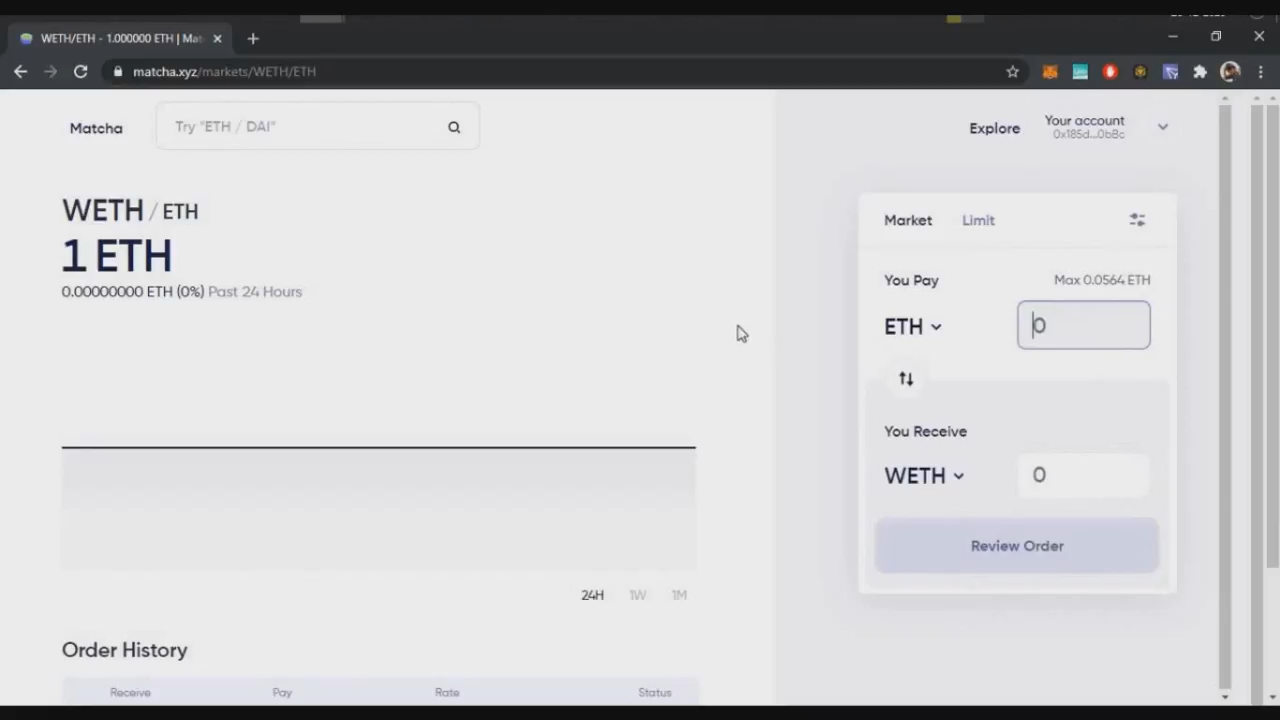 WETH/ETH - 1.000000 ETH | Mat
matcha.xyz/markets/WETH/ETH
Matcha
Try "ETH / DAI"
Explore
Your account
0x185d...0b8c
WETH / ETH
1 ETH
0.00000000 ETH (0%) Past 24 Hours
Market Limit
You Pay
Max 0.0564 ETH
ETH
0
You Receive
WETH
0
Review Order
24H 1W 1M
Order History
Receive Pay Rate Status